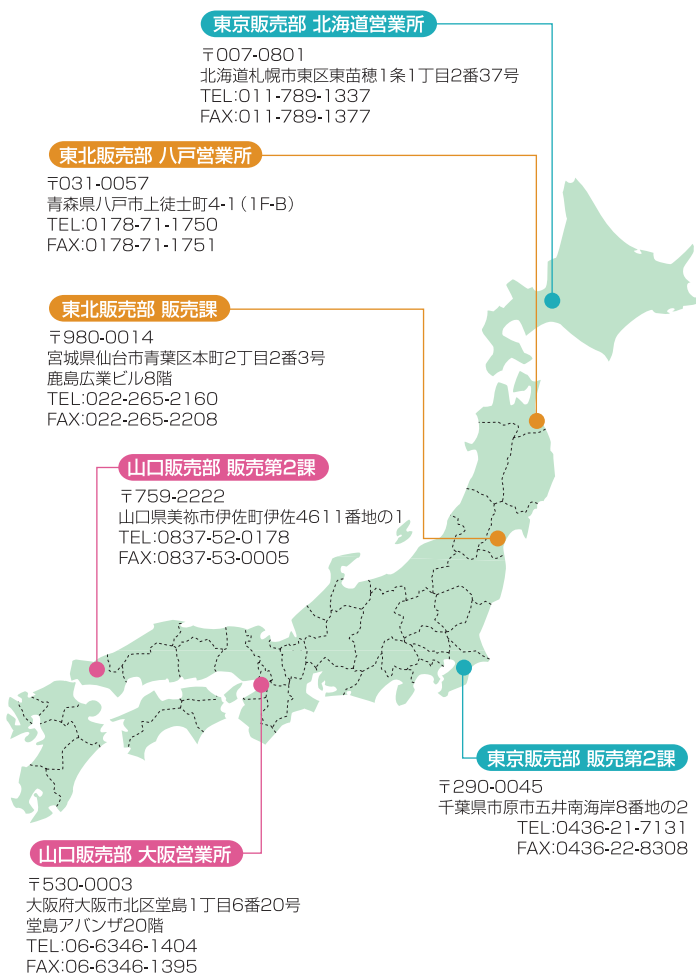 東京販売部 北海道営業所
〒007-0801
北海道札幌市東区東苗穂1条1丁目2番37号
TEL:011-789-1337
FAX:011-789-1377
東北販売部 八戸営業所
〒031-0057
青森県八戸市上徒士町4-1（1F-B）
TEL:0178-71-1750
FAX:0178-71-1751
東北販売部 販売課
〒980-0014
宮城県仙台市青葉区本町2丁目2番3号
鹿島広業ビル8階
TEL:022-265-2160
FAX:022-265-2208
山口販売部 販売第2課
〒759-2222
山口県美祢市伊佐町伊佐4611番地の1
TEL:0837-52-0178
FAX:0837-53-0005
東京販売部 販売第2課
〒290-0045
千葉県市原市五井南海岸8番地の2
TEL:0436-21-7131
FAX:0436-22-8308
山口販売部 大阪営業所
〒530-0003
大阪府大阪市北区堂島1丁目6番20号
堂島アバンザ20階
TEL:06-6346-1404
FAX:06-6346-1395